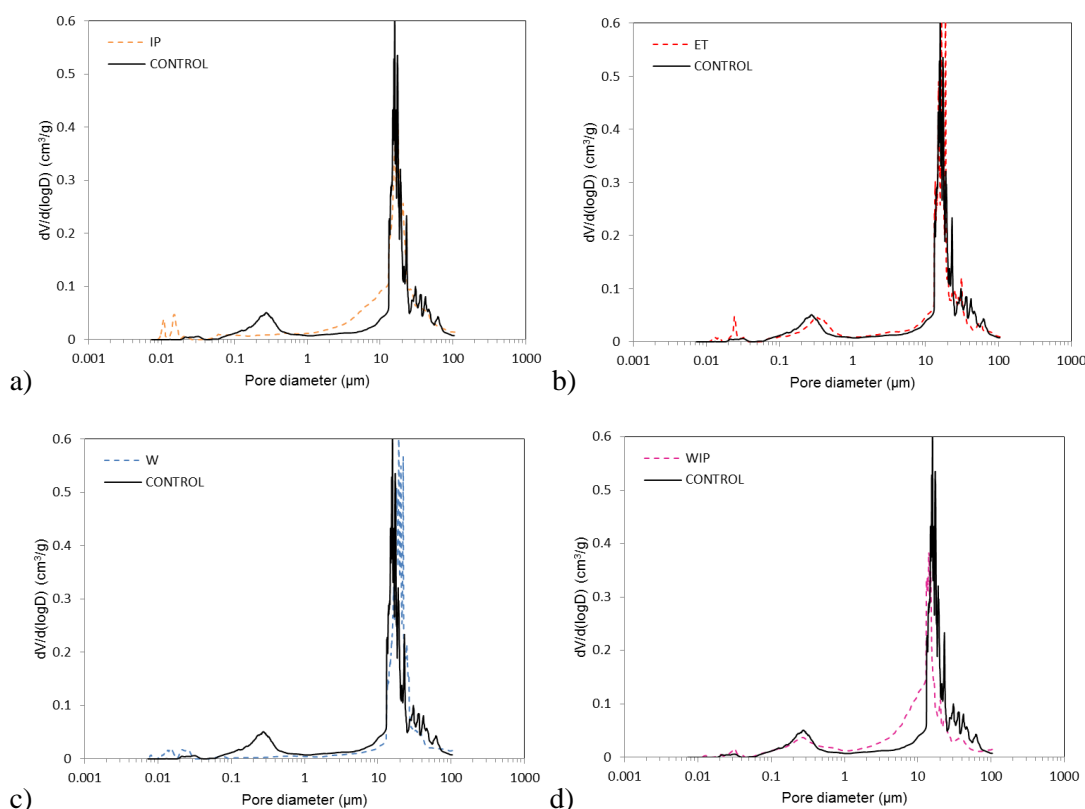 0.6
0.5
0.4
0.3
0.2
0.1
0
dV/d(logD) (cm³/g)
IP
CONTROL
0.001 0.01 0.1 1 10 100 1000
Pore diameter (µm)
a)
0.6
0.5
0.4
0.3
0.2
0.1
0
dV/d(logD) (cm³/g)
ET
CONTROL
0.001 0.01 0.1 1 10 100 1000
Pore diameter (µm)
b)
0.6
0.5
0.4
0.3
0.2
0.1
0
dV/d(logD) (cm³/g)
W
CONTROL
0.001 0.01 0.1 1 10 100 1000
Pore diameter (µm)
c)
0.6
0.5
0.4
0.3
0.2
0.1
0
dV/d(logD) (cm³/g)
WIP
CONTROL
0.001 0.01 0.1 1 10 100 1000
Pore diameter (µm)
d)